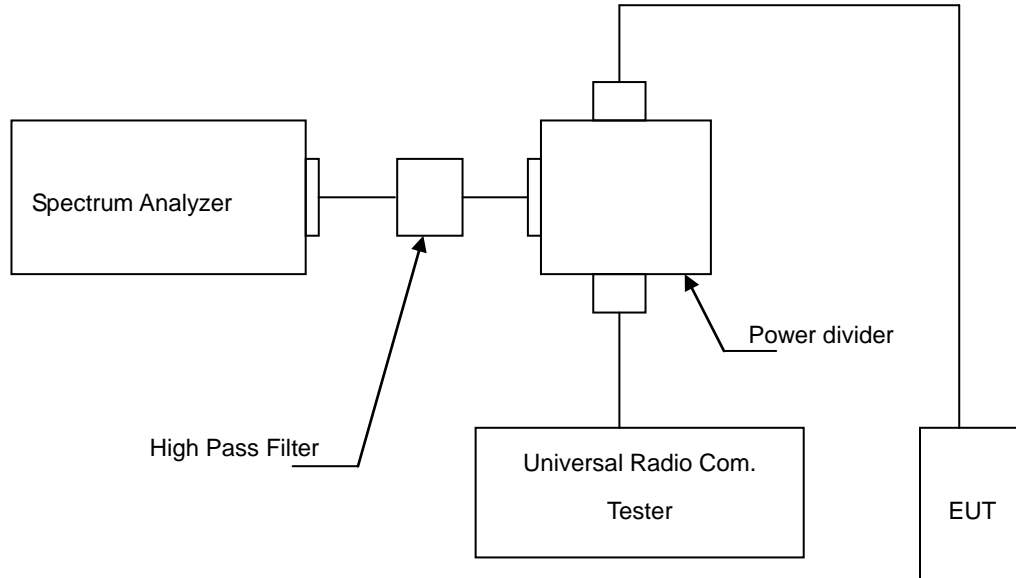 Spectrum Analyzer
Power divider
High Pass Filter
Universal Radio Com.
Tester
EUT